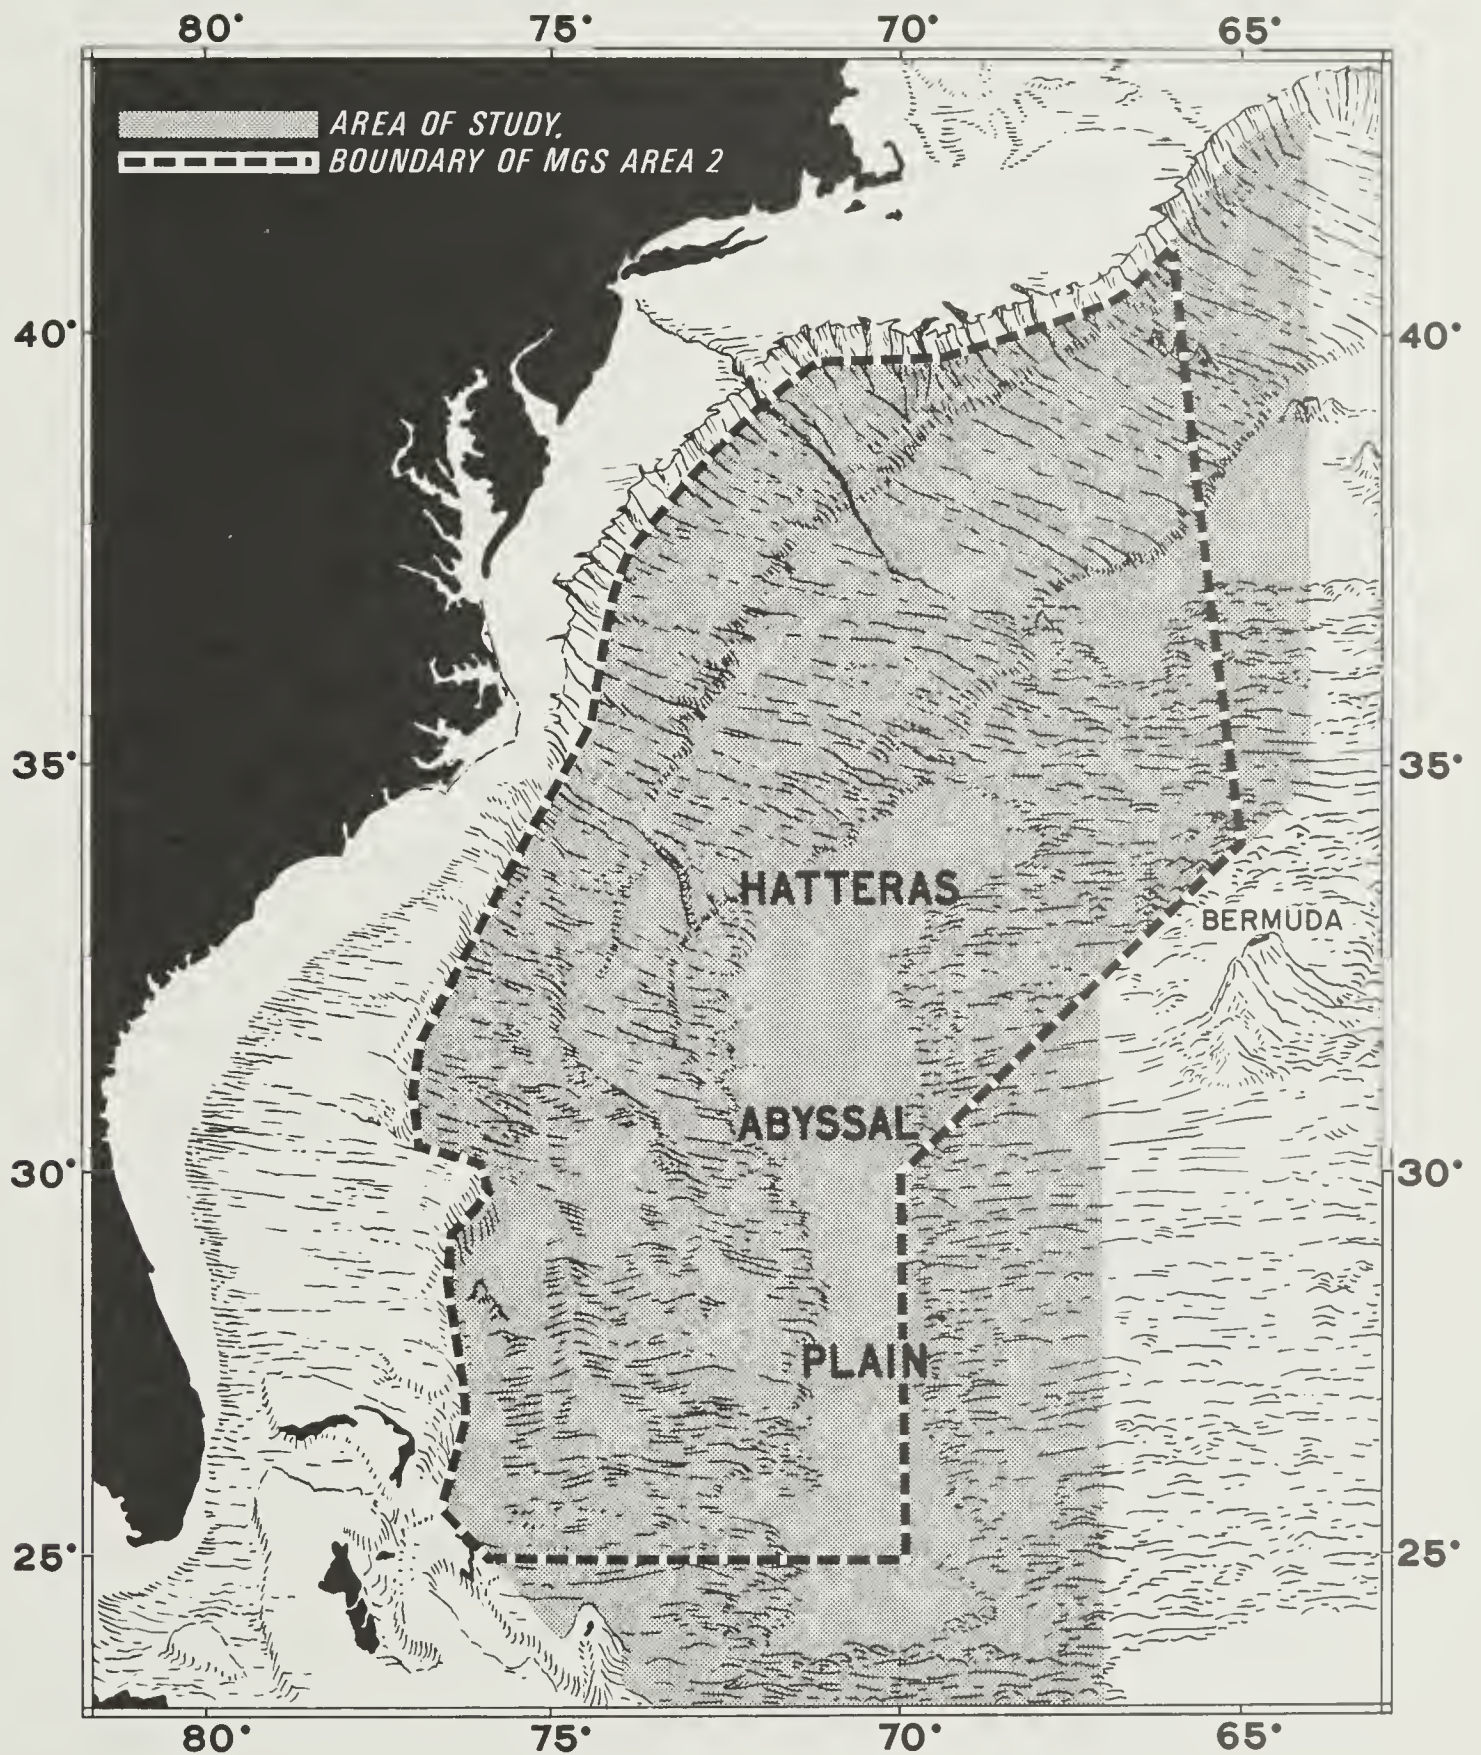 80° 75° 70° 65°
AREA OF STUDY.
BOUNDARY OF MGS AREA 2
40° 40°
35° 35°
HATTERAS
BERMUDA
ABYSSAL
30° 30°
PLAIN
25° 25°
80° 75° 70° 65°